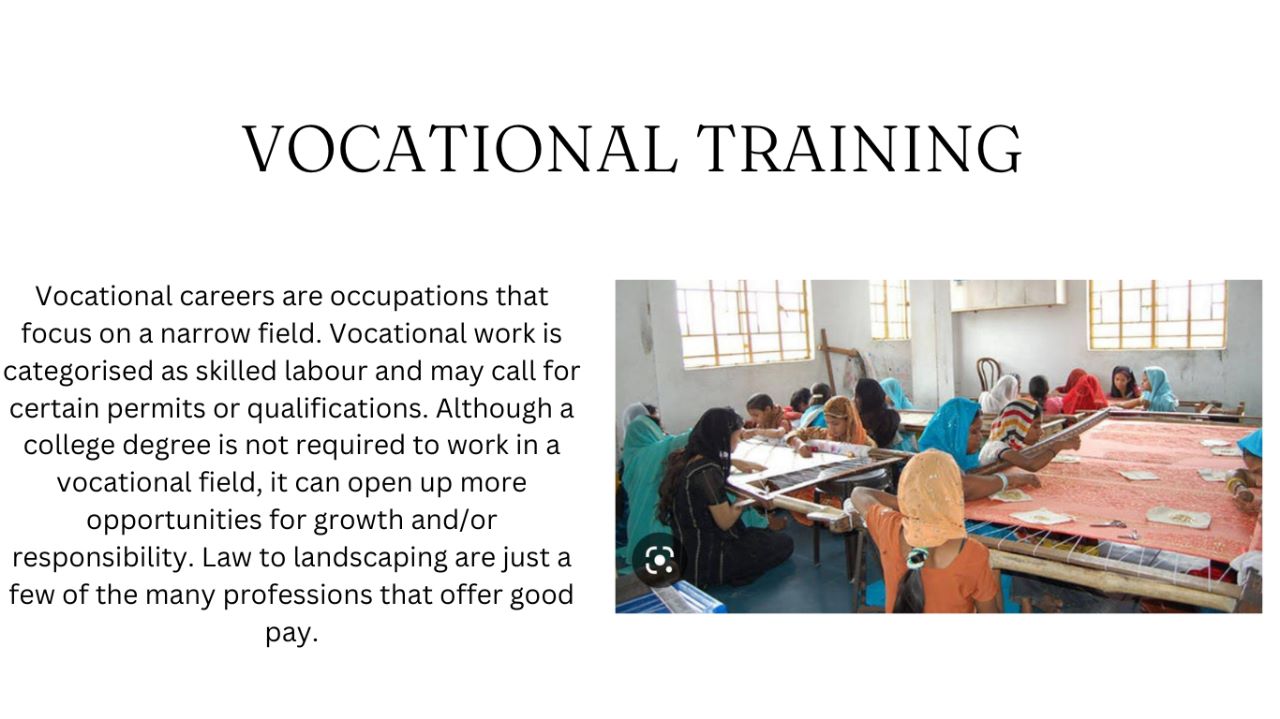 VOCATIONAL TRAINING
Vocational careers are occupations that
focus on a narrow field. Vocational work is
categorised as skilled labour and may call for
certain permits or qualifications. Although a
college degree is not required to work in a
vocational field, it can open up more
opportunities for growth and/or
responsibility. Law to landscaping are just a
few of the many professions that offer good
pay.